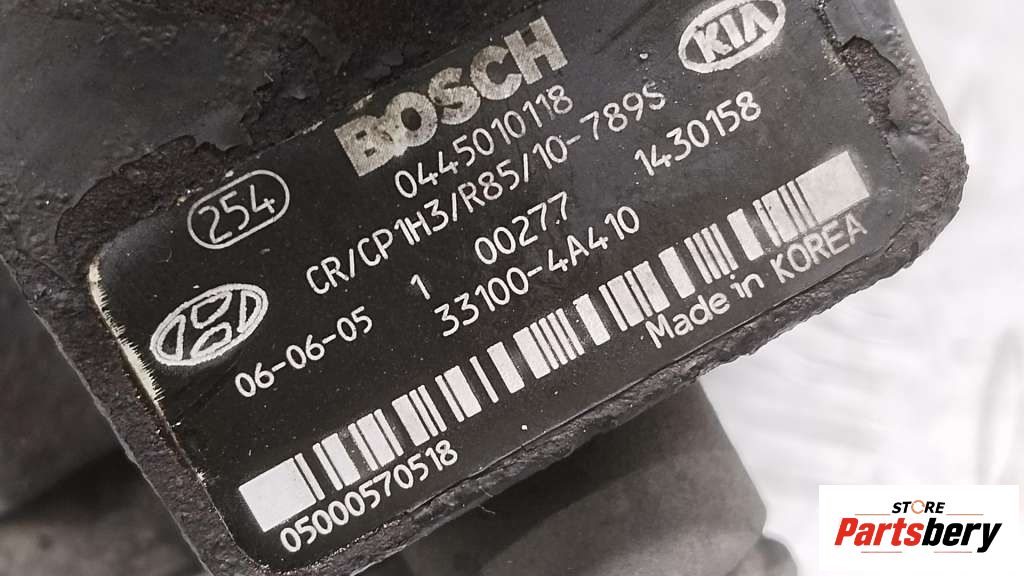 BOSCH
KIA
0445010118
254
CR/CP1H3/R85/10-789S
1 00277 1430158
06-06-05 33100-4A410
Made in KOREA
05000570518
STORE
Partsbery